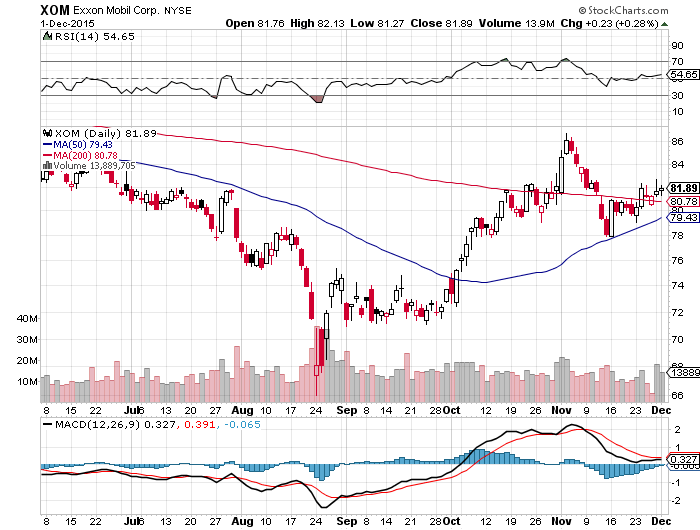 XOM Exxon Mobil Corp. NYSE
© StockCharts.com
1-Dec-2015
Open 81.76 High 82.13 Low 81.27 Close 81.89 Volume 13.9M Chg +0.23 (+0.28%)
RSI(14) 54.65
90
70
54.65
30
10
XOM (Daily) 81.89
MA(50) 79.43
MA(200) 80.78
Volume 13,889,705
86
84
81.89
80.78
80
79.43
78
76
74
72
70
68
66
40M
30M
20M
10M
13889
8 15 22 Jul 6 13 20 27 Aug 10 17 24 Sep 8 14 21 28 Oct 12 19 26 Nov 9 16 23 Dec
MACD(12,26,9) 0.327, 0.391, -0.065
2
1
0.327
-1
-2
8 15 22 Jul 6 13 20 27 Aug 10 17 24 Sep 8 14 21 28 Oct 12 19 26 Nov 9 16 23 Dec